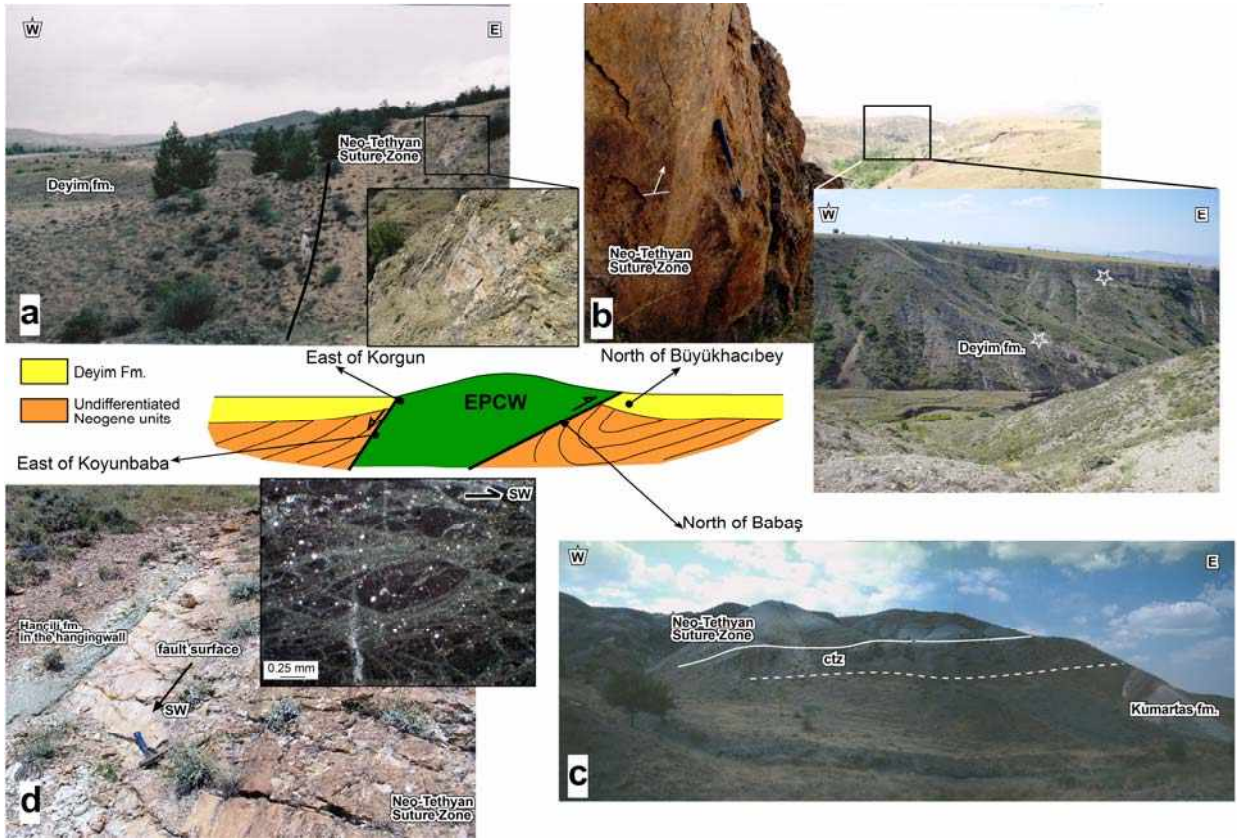 W
E
Neo-Tethyan
Suture Zone
Deyim fm.
a
W
E
Neo-Tethyan
Suture Zone
b
Deyim fm.
East of Korgun
North of Büyükhacıbey
Deyim Fm.
Undifferentiated
Neogene units
EPCW
East of Koyunbaba
North of Babaş
SW
Hançili fm.
in the hangingwall
fault surface
0.25 mm
SW
Neo-Tethyan
Suture Zone
d
W
E
Neo-Tethyan
Suture Zone
ctz
Kumartas fm.
c